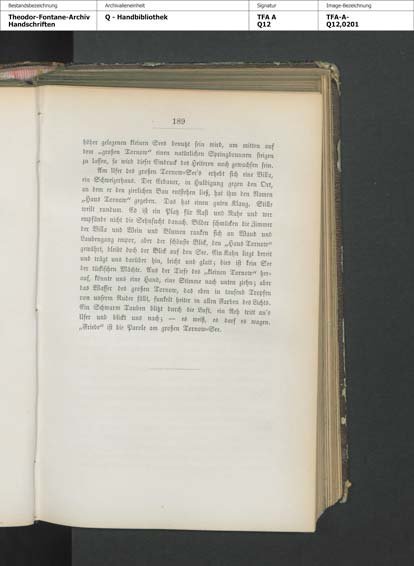 Bestandsbezeichnung
Theodor-Fontane-Archiv
Handschriften
Archivalieneinheit
Q - Handbibliothek
Signatur
TFA A
Q12
Image-Bezeichnung
TFA-A-
Q12,0201
189
höher gelegenen kleinen Sees benutzt sein wird, um mitten auf
dem „großen Tornow“ einen natürlichen Springbrunnen steigen
zu lassen, so wird dieser Eindruck des Heiteren noch gewachsen sein.
Am Ufer des großen Tornow-See's erhebt sich eine Villa,
ein Schweizerhaus. Der Erbauer, in Huldigung gegen den Ort,
an dem er den zierlichen Bau entstehen ließ, hat ihm den Namen
„Haus Tornow“ gegeben. Das hat einen guten Klang. Stille
weilt rundum. Es ist ein Platz für Rast und Ruhe und wer
empfände nicht die Sehnsucht danach. Bilder schmücken die Zimmer
der Villa und Wein und Blumen ranken sich an Wand und
Laubengang empor, aber der schönste Blick, den „Haus Tornow“
gewährt, bleibt doch der Blick auf den See. Ein Kahn liegt bereit
und trägt uns darüber hin, leicht und glatt; dies ist kein See
der tückischen Mächte. Aus der Tiefe des „kleinen Tornow“ her-
auf, könnte uns eine Hand, eine Stimme nach unten ziehn; aber
das Wasser des großen Tornow, das eben in tausend Tropfen
von unserm Ruder fällt, funkelt heiter in allen Farben des Lichts.
Ein Schwarm Tauben blitzt durch die Luft, ein Reh tritt an's
Ufer und blickt uns nach; — es weiß, es darf es wagen.
„Friede“ ist die Parole am großen Tornow-See.